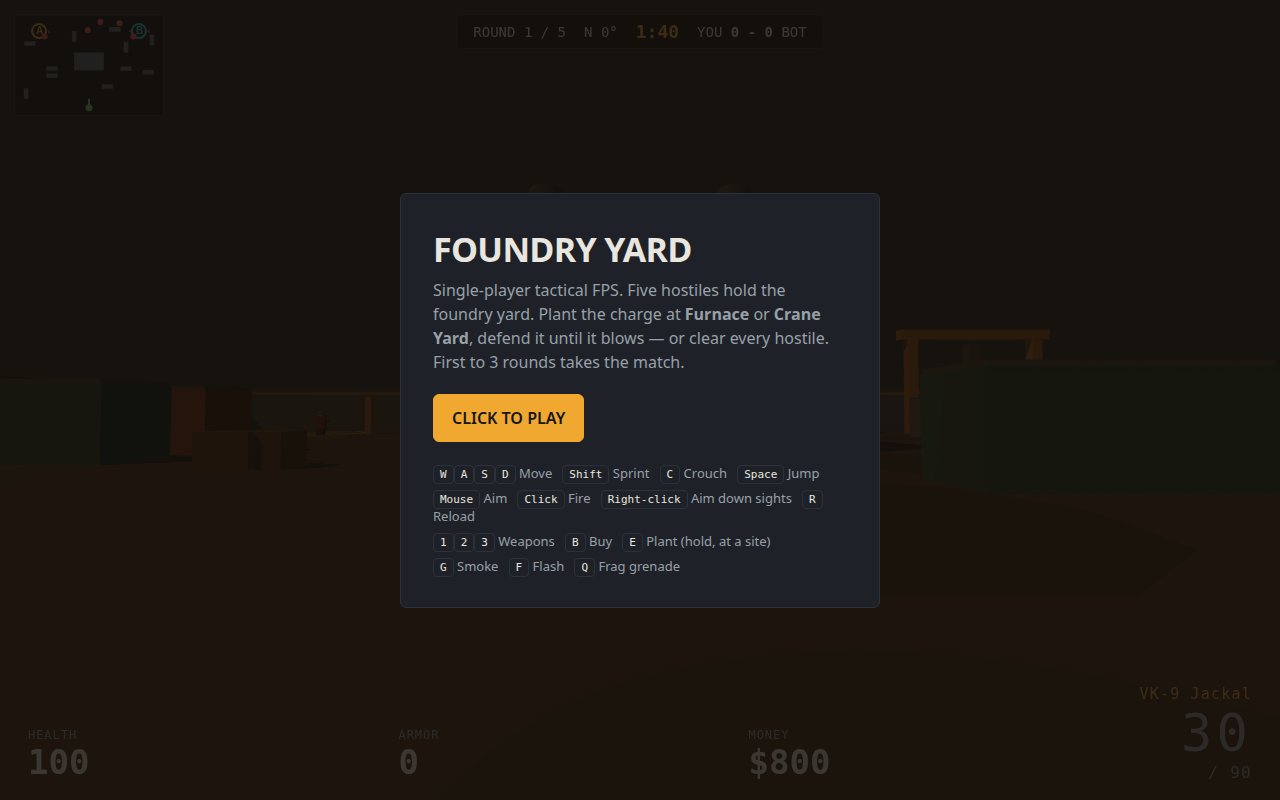 A B
ROUND 1 / 5 N 0° 1:40 YOU 0 - 0 BOT
FOUNDRY YARD
Single-player tactical FPS. Five hostiles hold the
foundry yard. Plant the charge at Furnace or Crane
Yard, defend it until it blows — or clear every hostile.
First to 3 rounds takes the match.
CLICK TO PLAY
W A S D Move Shift Sprint C Crouch Space Jump
Mouse Aim Click Fire Right-click Aim down sights R
Reload
1 2 3 Weapons B Buy E Plant (hold, at a site)
G Smoke F Flash Q Frag grenade
VK-9 Jackal
30
/ 90
HEALTH ARMOR MONEY
100 0 $800